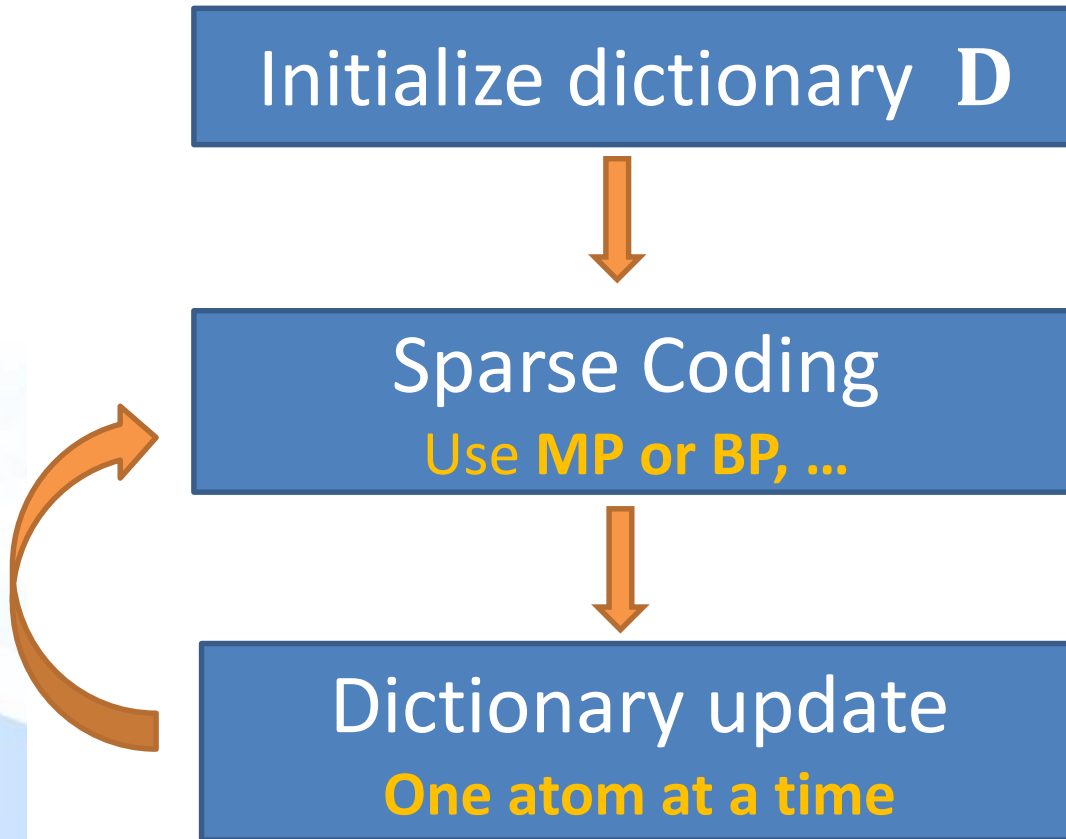 Initialize dictionary D
Sparse Coding
Use MP or BP, ...
Dictionary update
One atom at a time